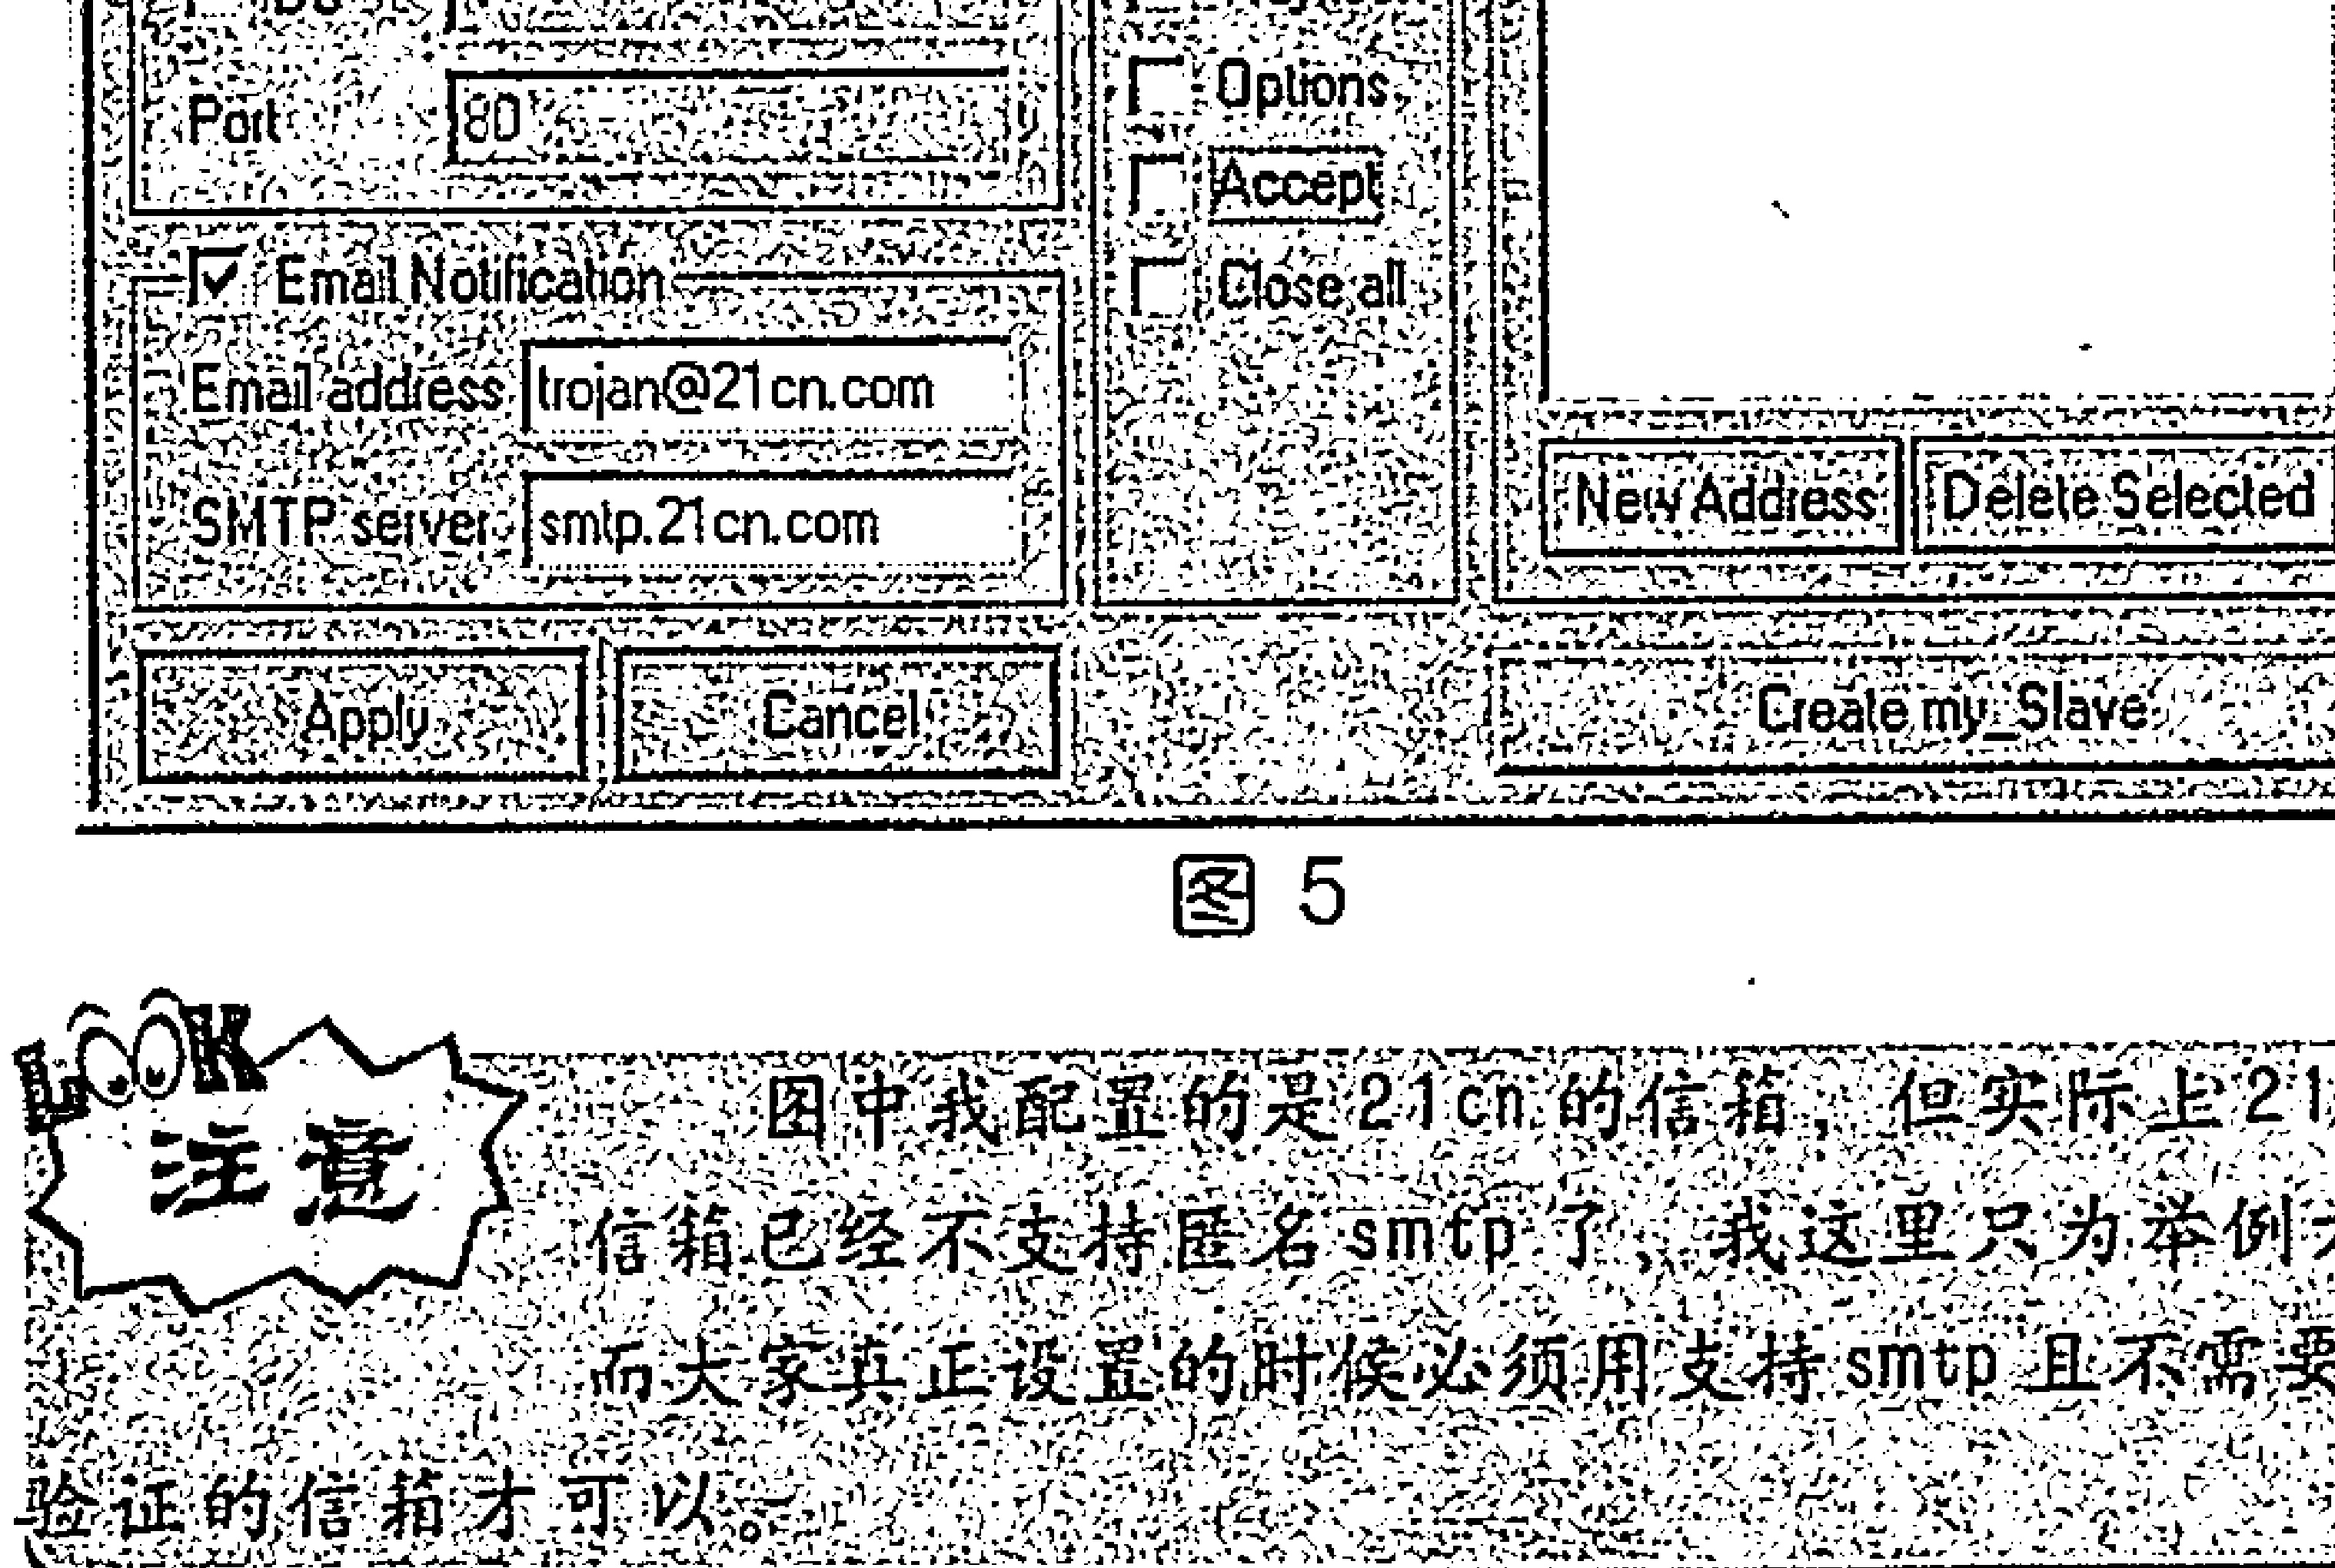 Port 80
Options
Accept
Close all
Email Notification
Email address trojan@21cn.com
SMTP server smtp.21cn.com
New Address Delete Selected
Apply Cancel
Create my_Slave
图 5
LOOK
注意
图中我配置的是21cn的信箱，但实际上21
信箱已经不支持匿名smtp了，我这里只为举例
而大家真正设置的时候必须用支持smtp且不需要
验证的信箱才可以。